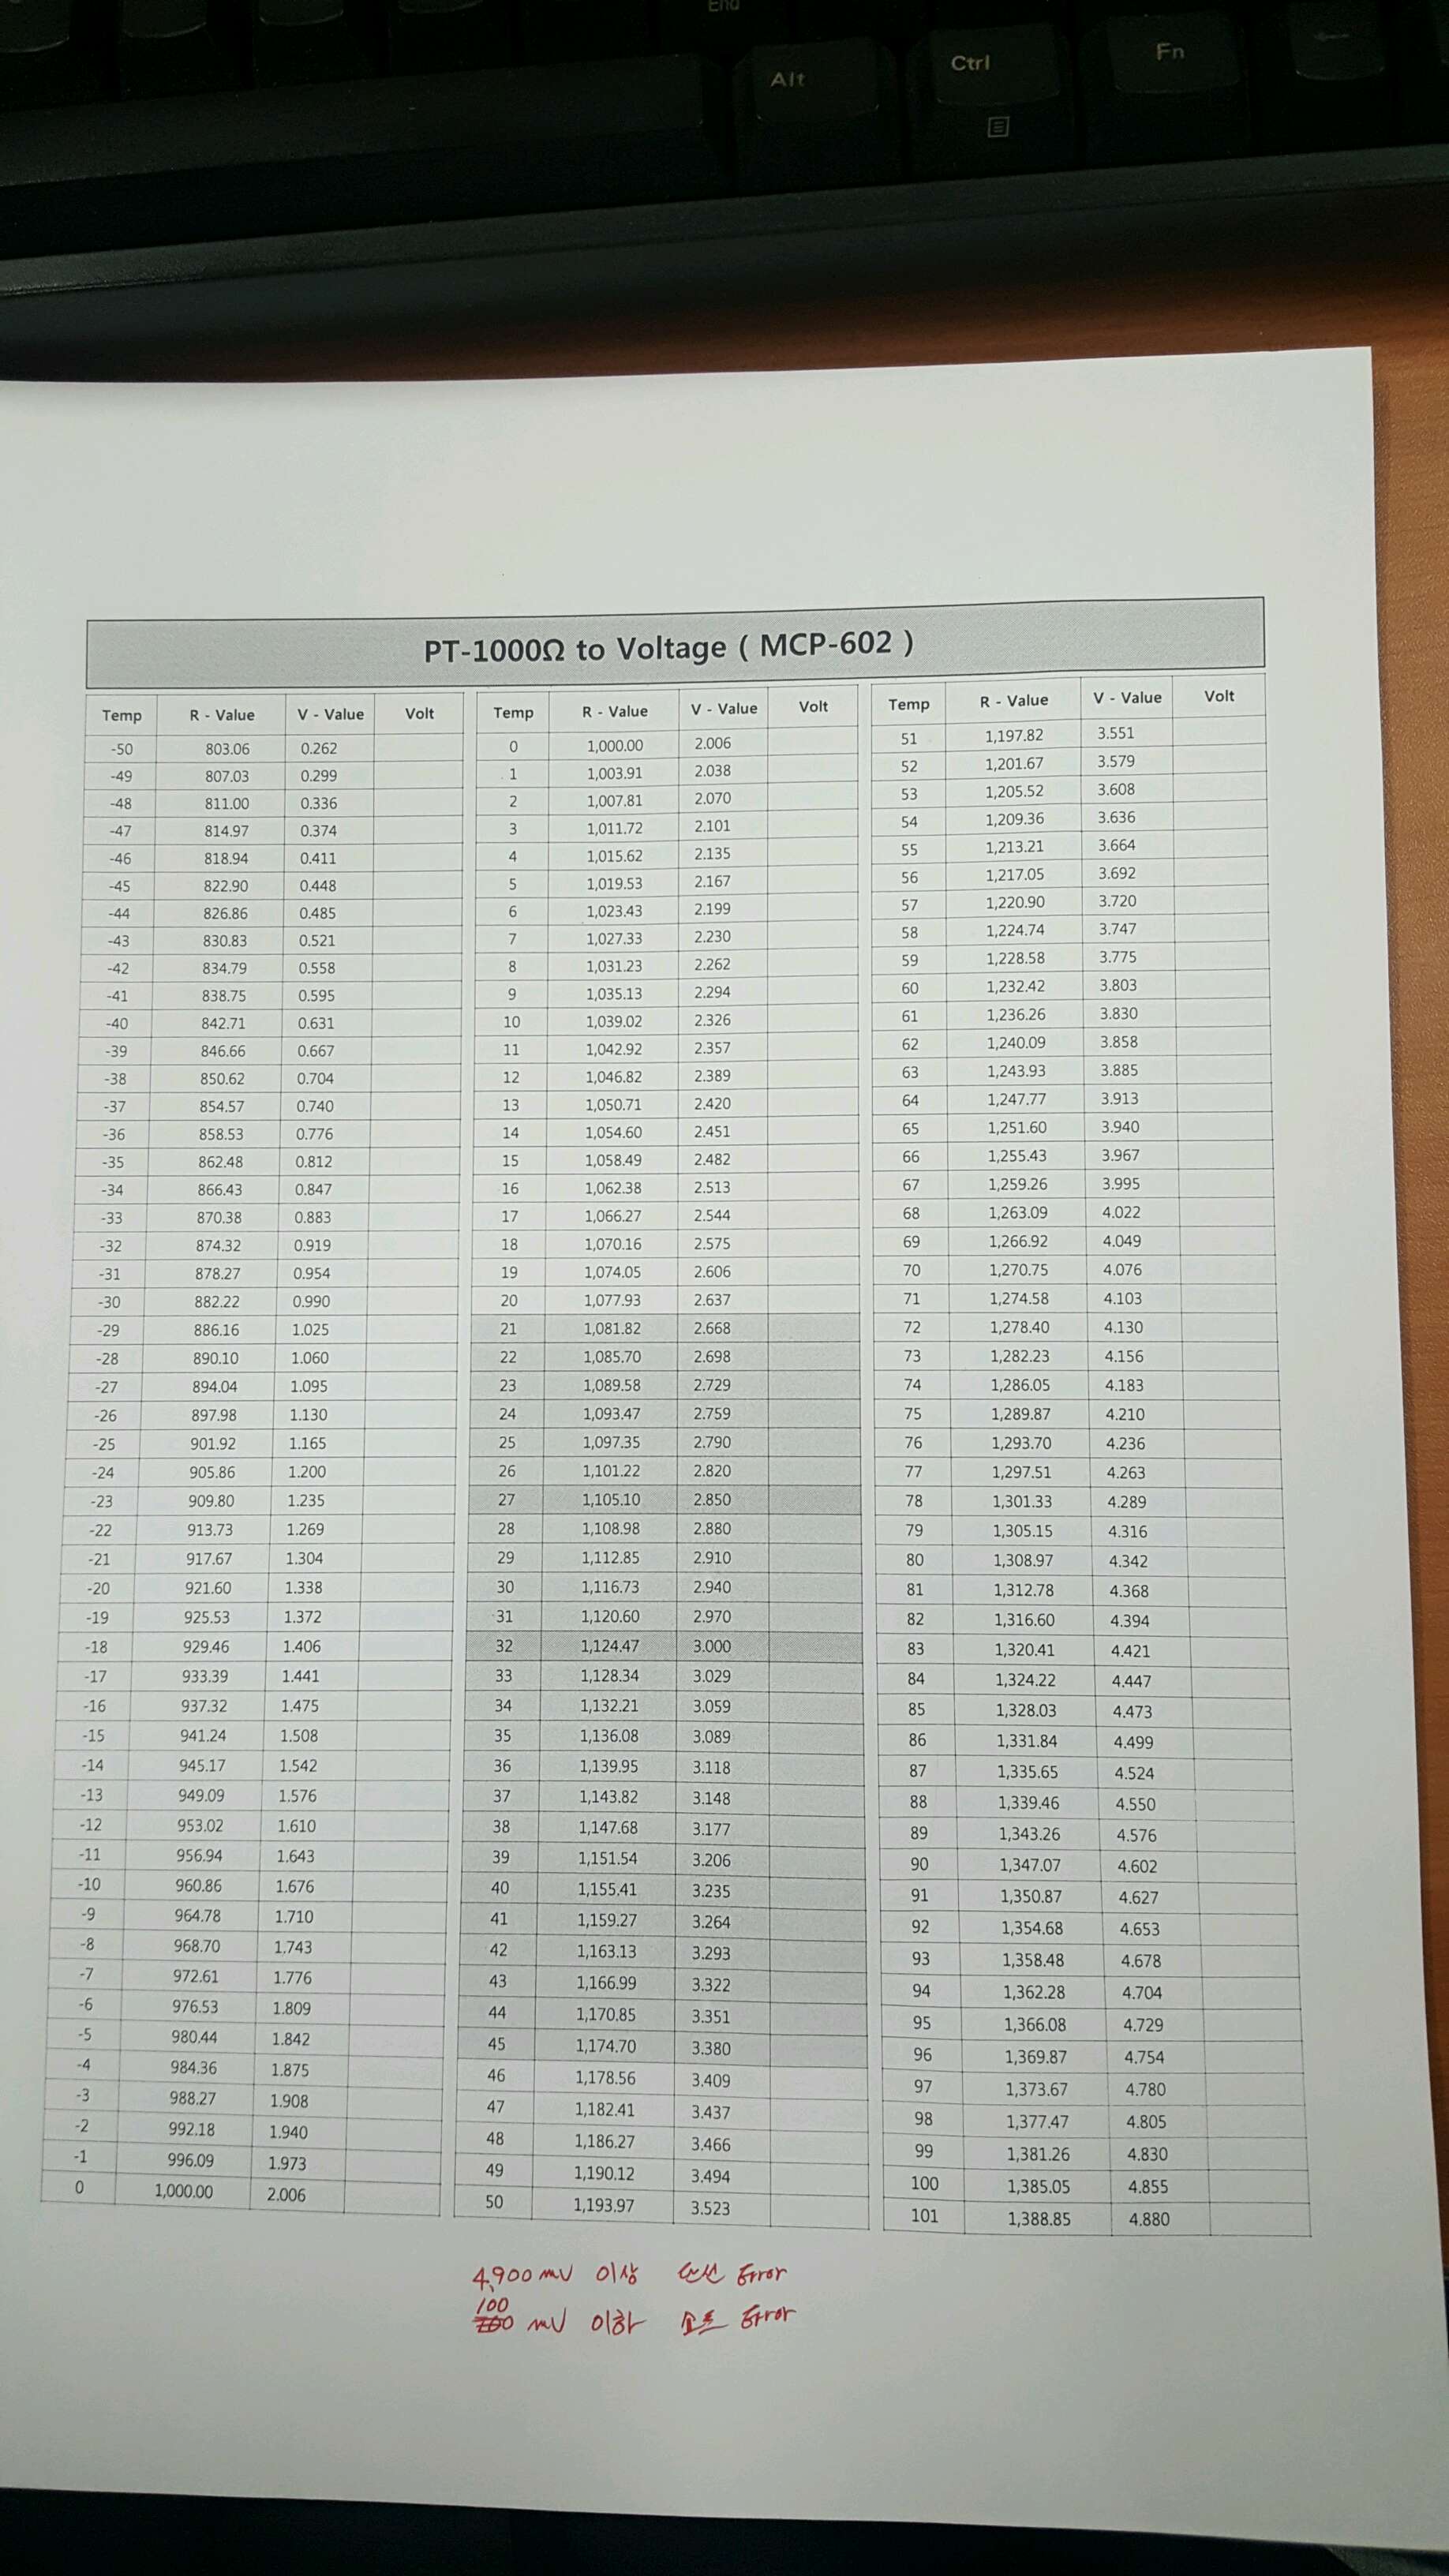 End
Alt
Ctrl
Fn
PT-1000Ω to Voltage ( MCP-602 )
Temp R - Value V - Value Volt Temp R - Value V - Value Volt Temp R - Value V - Value Volt
-50 803.06 0.262 0 1,000.00 2.006 51 1,197.82 3.551
-49 807.03 0.299 1 1,003.91 2.038 52 1,201.67 3.579
-48 811.00 0.336 2 1,007.81 2.070 53 1,205.52 3.608
-47 814.97 0.374 3 1,011.72 2.101 54 1,209.36 3.636
-46 818.94 0.411 4 1,015.62 2.135 55 1,213.21 3.664
-45 822.90 0.448 5 1,019.53 2.167 56 1,217.05 3.692
-44 826.86 0.485 6 1,023.43 2.199 57 1,220.90 3.720
-43 830.83 0.521 7 1,027.33 2.230 58 1,224.74 3.747
-42 834.79 0.558 8 1,031.23 2.262 59 1,228.58 3.775
-41 838.75 0.595 9 1,035.13 2.294 60 1,232.42 3.803
-40 842.71 0.631 10 1,039.02 2.326 61 1,236.26 3.830
-39 846.66 0.667 11 1,042.92 2.357 62 1,240.09 3.858
-38 850.62 0.704 12 1,046.82 2.389 63 1,243.93 3.885
-37 854.57 0.740 13 1,050.71 2.420 64 1,247.77 3.913
-36 858.53 0.776 14 1,054.60 2.451 65 1,251.60 3.940
-35 862.48 0.812 15 1,058.49 2.482 66 1,255.43 3.967
-34 866.43 0.847 16 1,062.38 2.513 67 1,259.26 3.995
-33 870.38 0.883 17 1,066.27 2.544 68 1,263.09 4.022
-32 874.32 0.919 18 1,070.16 2.575 69 1,266.92 4.049
-31 878.27 0.954 19 1,074.05 2.606 70 1,270.75 4.076
-30 882.22 0.990 20 1,077.93 2.637 71 1,274.58 4.103
-29 886.16 1.025 21 1,081.82 2.668 72 1,278.40 4.130
-28 890.10 1.060 22 1,085.70 2.698 73 1,282.23 4.156
-27 894.04 1.095 23 1,089.58 2.729 74 1,286.05 4.183
-26 897.98 1.130 24 1,093.47 2.759 75 1,289.87 4.210
-25 901.92 1.165 25 1,097.35 2.790 76 1,293.70 4.236
-24 905.86 1.200 26 1,101.22 2.820 77 1,297.51 4.263
-23 909.80 1.235 27 1,105.10 2.850 78 1,301.33 4.289
-22 913.73 1.269 28 1,108.98 2.880 79 1,305.15 4.316
-21 917.67 1.304 29 1,112.85 2.910 80 1,308.97 4.342
-20 921.60 1.338 30 1,116.73 2.940 81 1,312.78 4.368
-19 925.53 1.372 31 1,120.60 2.970 82 1,316.60 4.394
-18 929.46 1.406 32 1,124.47 3.000 83 1,320.41 4.421
-17 933.39 1.441 33 1,128.34 3.029 84 1,324.22 4.447
-16 937.32 1.475 34 1,132.21 3.059 85 1,328.03 4.473
-15 941.24 1.508 35 1,136.08 3.089 86 1,331.84 4.499
-14 945.17 1.542 36 1,139.95 3.118 87 1,335.65 4.524
-13 949.09 1.576 37 1,143.82 3.148 88 1,339.46 4.550
-12 953.02 1.610 38 1,147.68 3.177 89 1,343.26 4.576
-11 956.94 1.643 39 1,151.54 3.206 90 1,347.07 4.602
-10 960.86 1.676 40 1,155.41 3.235 91 1,350.87 4.627
-9 964.78 1.710 41 1,159.27 3.264 92 1,354.68 4.653
-8 968.70 1.743 42 1,163.13 3.293 93 1,358.48 4.678
-7 972.61 1.776 43 1,166.99 3.322 94 1,362.28 4.704
-6 976.53 1.809 44 1,170.85 3.351 95 1,366.08 4.729
-5 980.44 1.842 45 1,174.70 3.380 96 1,369.87 4.754
-4 984.36 1.875 46 1,178.56 3.409 97 1,373.67 4.780
-3 988.27 1.908 47 1,182.41 3.437 98 1,377.47 4.805
-2 992.18 1.940 48 1,186.27 3.466 99 1,381.26 4.830
-1 996.09 1.973 49 1,190.12 3.494 100 1,385.05 4.855
0 1,000.00 2.006 50 1,193.97 3.523 101 1,388.85 4.880
4,900 mV 이상 단선 Error
100
mV 이하 쇼트 Error